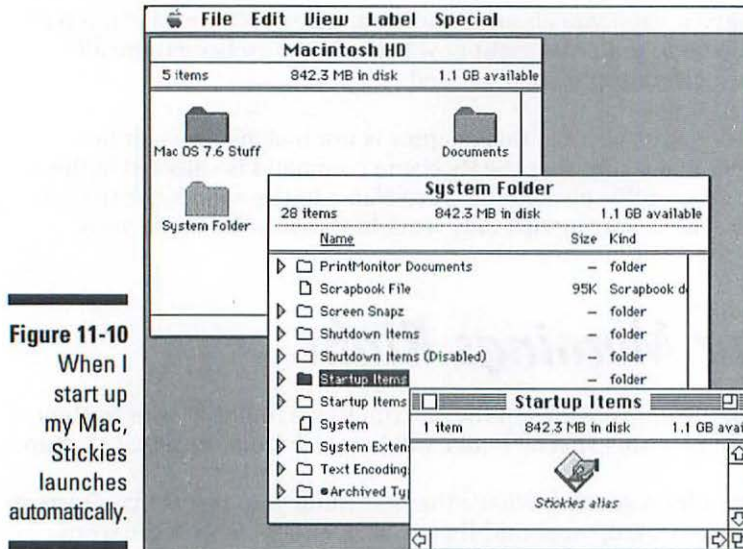 File Edit View Label Special
Macintosh HD
5 items 842.3 MB in disk 1.1 GB available
Mac OS 7.6 Stuff
Documents
System Folder
System Folder
28 items 842.3 MB in disk 1.1 GB available
Name Size Kind
PrintMonitor Documents – folder
Scrapbook File 95K Scrapbook d
Screen Snapz – folder
Shutdown Items – folder
Shutdown Items (Disabled) – folder
Startup Items – folder
Startup Items
System
System Exten
Text Encoding
•Archived Ty
Startup Items
1 item 842.3 MB in disk 1.1 GB avai
Stickies alias
Figure 11-10
When I
start up
my Mac,
Stickies
launches
automatically.